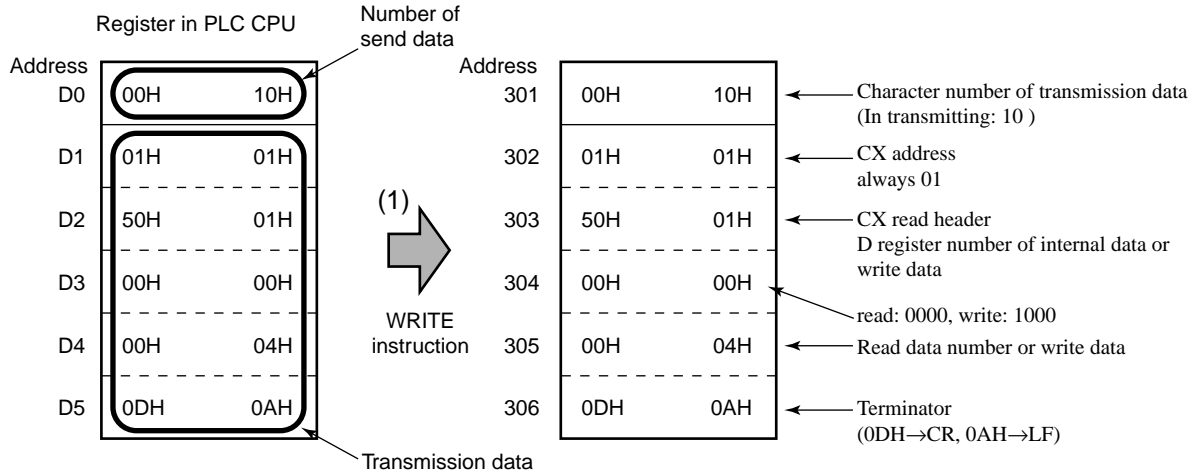 Register in PLC CPU
Number of
send data
Address
D0 00H 10H
D1 01H 01H
D2 50H 01H
D3 00H 00H
D4 00H 04H
D5 0DH 0AH
Transmission data
(1)
WRITE
instruction
Address
301 00H 10H
Character number of transmission data
(In transmitting: 10 )
302 01H 01H
CX address
always 01
303 50H 01H
CX read header
D register number of internal data or
write data
304 00H 00H
read: 0000, write: 1000
305 00H 04H
Read data number or write data
306 0DH 0AH
Terminator
(0DH→CR, 0AH→LF)